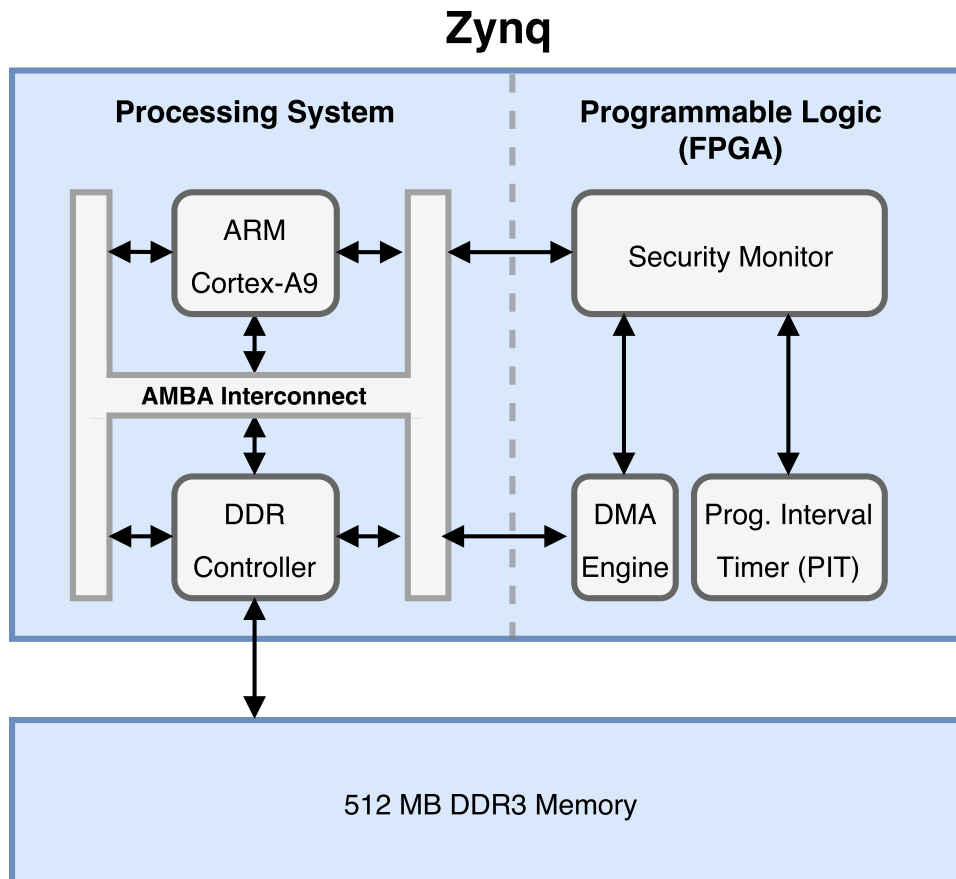 Zynq
Processing System
Programmable Logic
(FPGA)
ARM
Cortex-A9
Security Monitor
AMBA Interconnect
DDR
Controller
DMA
Engine
Prog. Interval
Timer (PIT)
512 MB DDR3 Memory